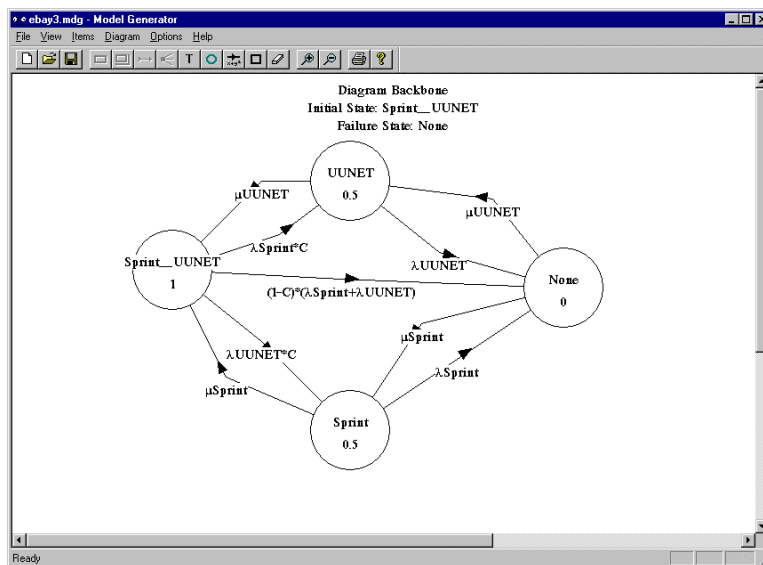 ebay3.mdg - Model Generator
File View Items Diagram Options Help
T
?
Diagram Backbone
Initial State: Sprint__UUNET
Failure State: None
UUNET
0.5
μUUNET
μUUNET
λSprint*C
λUUNET
Sprint__UUNET
1
None
0
(1-C)*(λSprint+λUUNET)
μSprint
λUUNET*C
λSprint
μSprint
Sprint
0.5
Ready